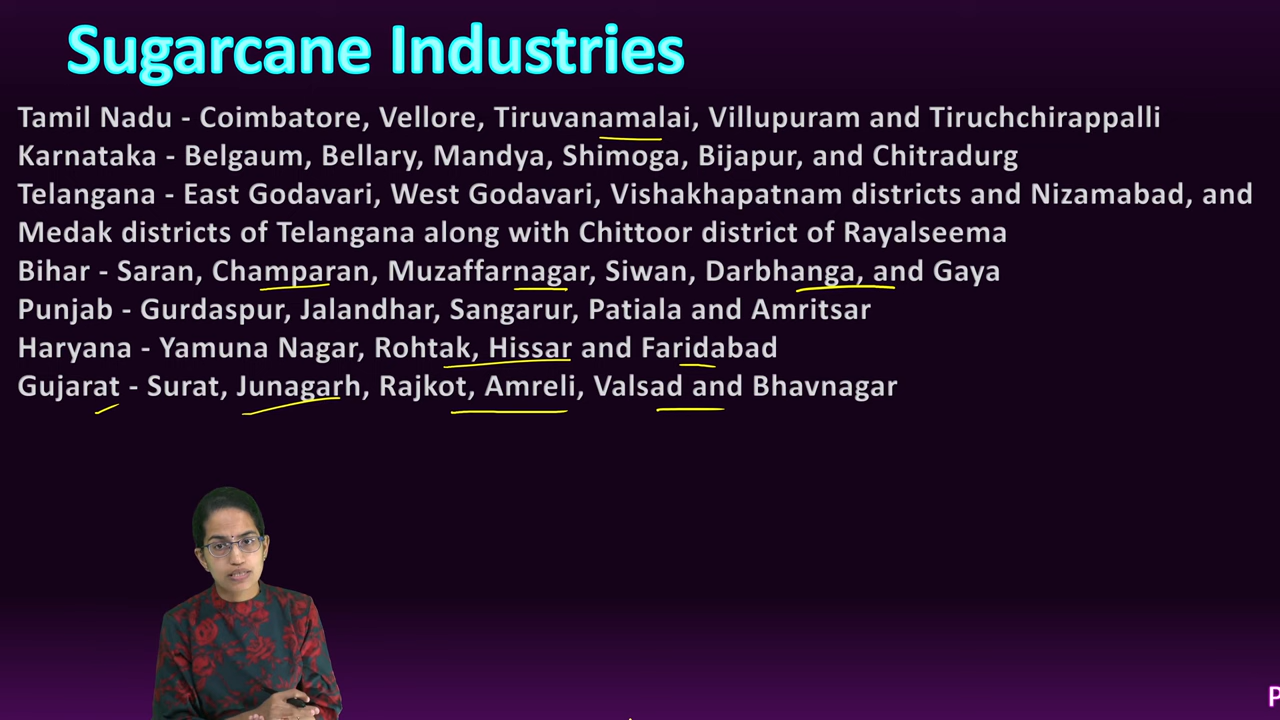 Sugarcane Industries
Tamil Nadu - Coimbatore, Vellore, Tiruvanamalai, Villupuram and Tiruchchirappalli
Karnataka - Belgaum, Bellary, Mandya, Shimoga, Bijapur, and Chitradurg
Telangana - East Godavari, West Godavari, Vishakhapatnam districts and Nizamabad, and
Medak districts of Telangana along with Chittoor district of Rayalseema
Bihar - Saran, Champaran, Muzaffarnagar, Siwan, Darbhanga, and Gaya
Punjab - Gurdaspur, Jalandhar, Sangarur, Patiala and Amritsar
Haryana - Yamuna Nagar, Rohtak, Hissar and Faridabad
Gujarat - Surat, Junagarh, Rajkot, Amreli, Valsad and Bhavnagar
P